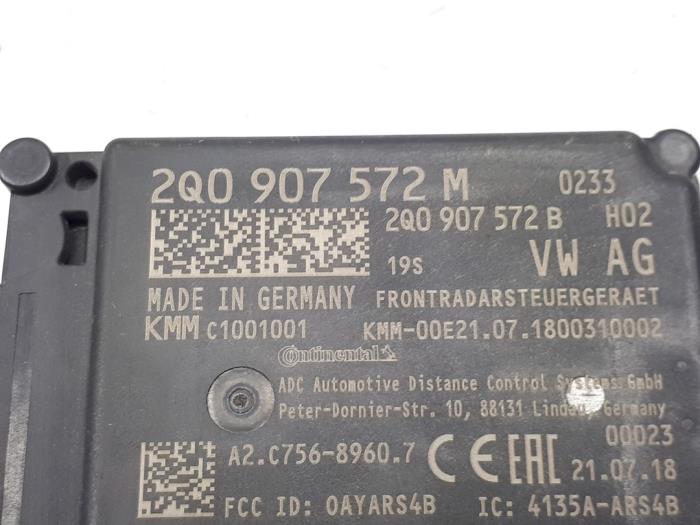 2Q0 907 572 M 0233
2Q0 907 572 B H02
19S VW AG
MADE IN GERMANY FRONTRADARSTEUERGERAET
KMM C1001001 KMM-00E21.07.1800310002
Continental
ADC Automotive Distance Control Systems GmbH
Peter-Dornier-Str. 10, 88131 Lindau, Germany
00023
A2.C756-8960.7 CE EAC 21.07.18
FCC ID: OAYARS4B IC: 4135A-ARS4B